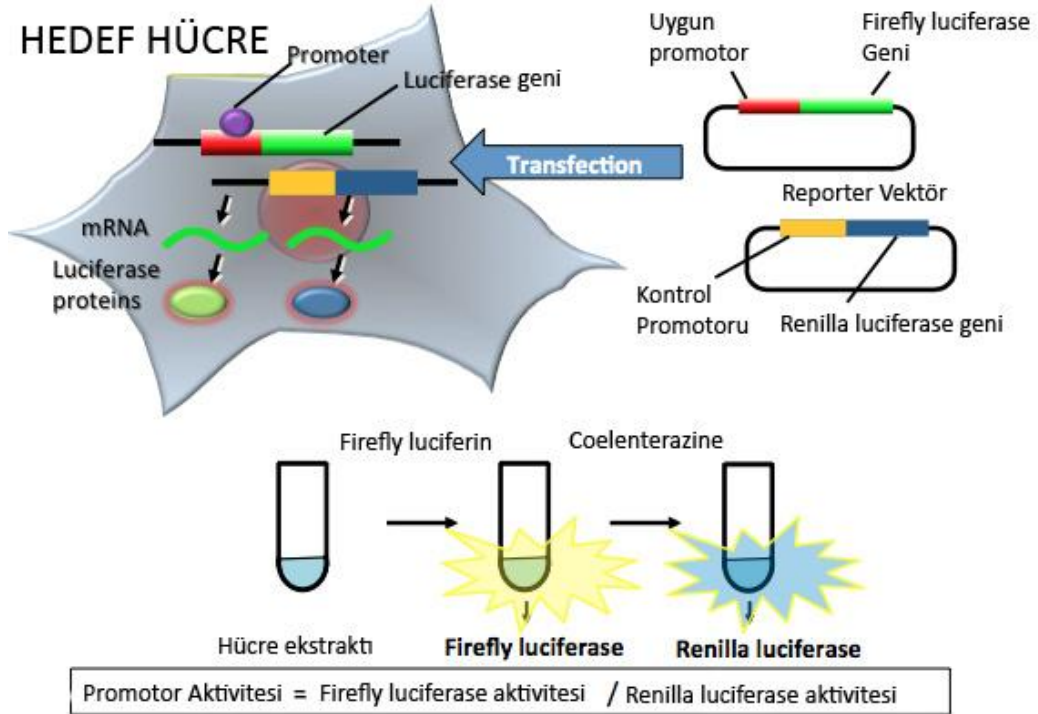 HEDEF HÜCRE
Promoter
Luciferase geni
mRNA
Luciferase
proteins
Transfection
Uygun
promotor
Firefly luciferase
Geni
Reporter Vektör
Kontrol
Promotoru
Renilla luciferase geni
Firefly luciferin
Coelenterazine
Hücre ekstraktı
Firefly luciferase
Renilla luciferase
Promotor Aktivitesi = Firefly luciferase aktivitesi / Renilla luciferase aktivitesi